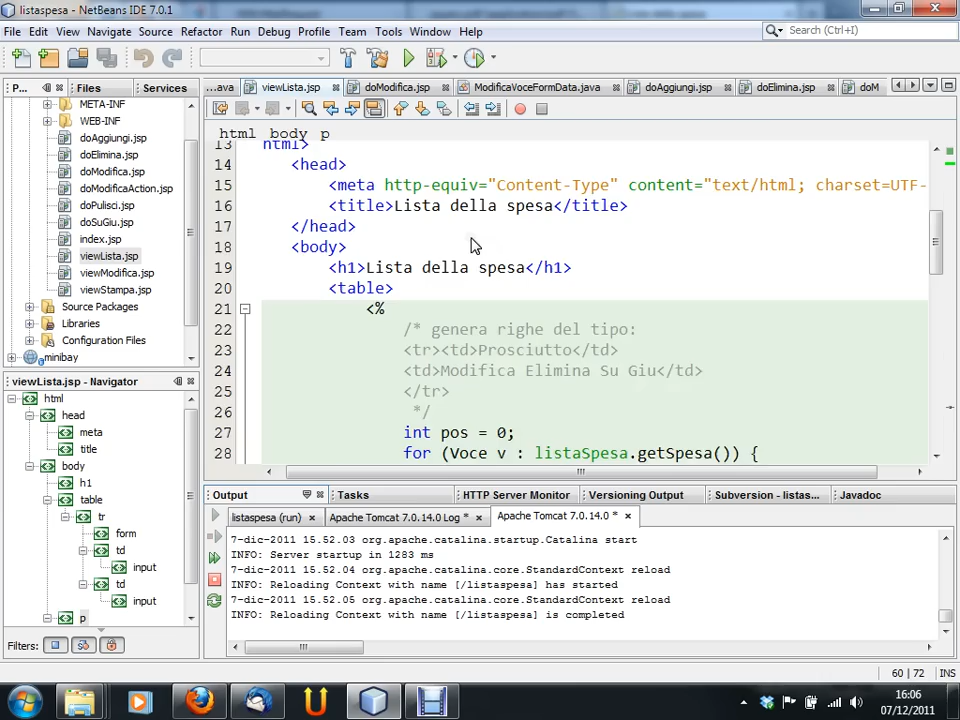 listaspesa - NetBeans IDE 7.0.1
File Edit View Navigate Source Refactor Run Debug Profile Team Tools Window Help
Search (Ctrl+I)
P... Files Services
...ava viewLista.jsp doModifica.jsp ModificaVoceFormData.java doAggiungi.jsp doElimina.jsp doM
META-INF
WEB-INF
doAggiungi.jsp
doElimina.jsp
doModifica.jsp
doModificaAction.jsp
doPulisci.jsp
doSuGiu.jsp
index.jsp
viewLista.jsp
viewModifica.jsp
viewStampa.jsp
Source Packages
Libraries
Configuration Files
minibay
html body p
13 html>
14 <head>
15 <meta http-equiv="Content-Type" content="text/html; charset=UTF-
16 <title>Lista della spesa</title>
17 </head>
18 <body>
19 <h1>Lista della spesa</h1>
20 <table>
21 <%
22 /* genera righe del tipo:
23 <tr><td>Prosciutto</td>
24 <td>Modifica Elimina Su Giu</td>
25 </tr>
26 */
27 int pos = 0;
28 for (Voce v : listaSpesa.getSpesa()) {
viewLista.jsp - Navigator
html
head
meta
title
body
h1
table
tr
form
td
input
td
input
p
Filters:
Output Tasks HTTP Server Monitor Versioning Output Subversion - listas... Javadoc
listaspesa (run) Apache Tomcat 7.0.14.0 Log * Apache Tomcat 7.0.14.0 *
7-dic-2011 15.52.03 org.apache.catalina.startup.Catalina start
INFO: Server startup in 1283 ms
7-dic-2011 15.52.04 org.apache.catalina.core.StandardContext reload
INFO: Reloading Context with name [/listaspesa] has started
7-dic-2011 15.52.05 org.apache.catalina.core.StandardContext reload
INFO: Reloading Context with name [/listaspesa] is completed
60 | 72 INS
16:06
07/12/2011